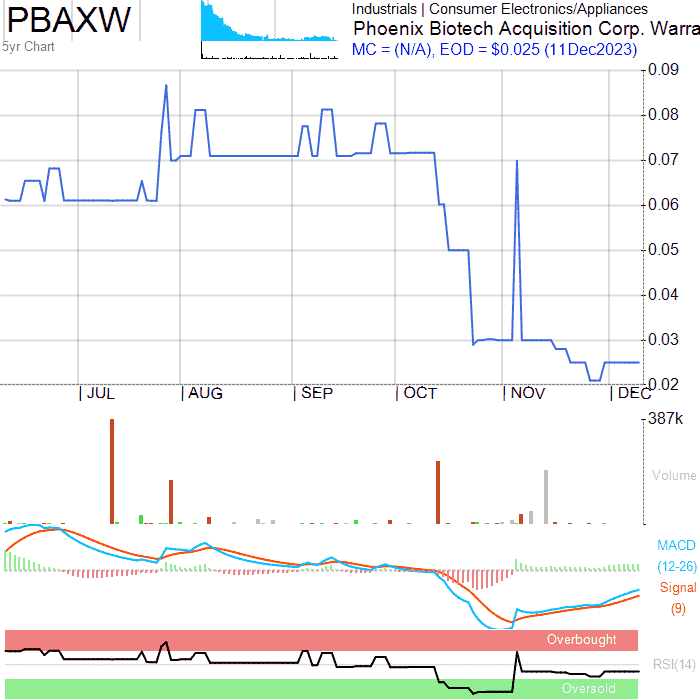 PBAXW
5yr Chart
Industrials | Consumer Electronics/Appliances
Phoenix Biotech Acquisition Corp. Warra
MC = (N/A), EOD = $0.025 (11Dec2023)
0.09
0.08
0.07
0.06
0.05
0.04
0.03
0.02
JUL AUG SEP OCT NOV DEC
387k
Volume
MACD
(12-26)
Signal
(9)
Overbought
RSI(14)
Oversold